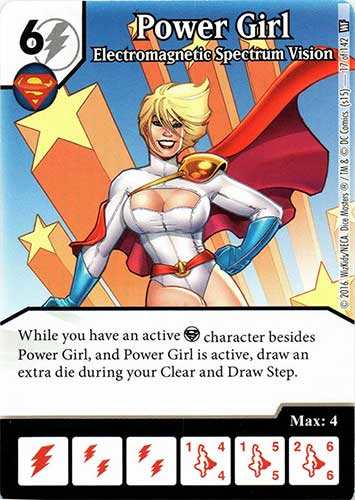 6
Power Girl
Electromagnetic Spectrum Vision
While you have an active character besides
Power Girl, and Power Girl is active, draw an
extra die during your Clear and Draw Step.
Max: 4
1 4 4
1 5 5
2 6 6
© 2016 WizKids/NECA. Dice Masters ® / TM & © DC Comics (s15) — 17 of 142 WF